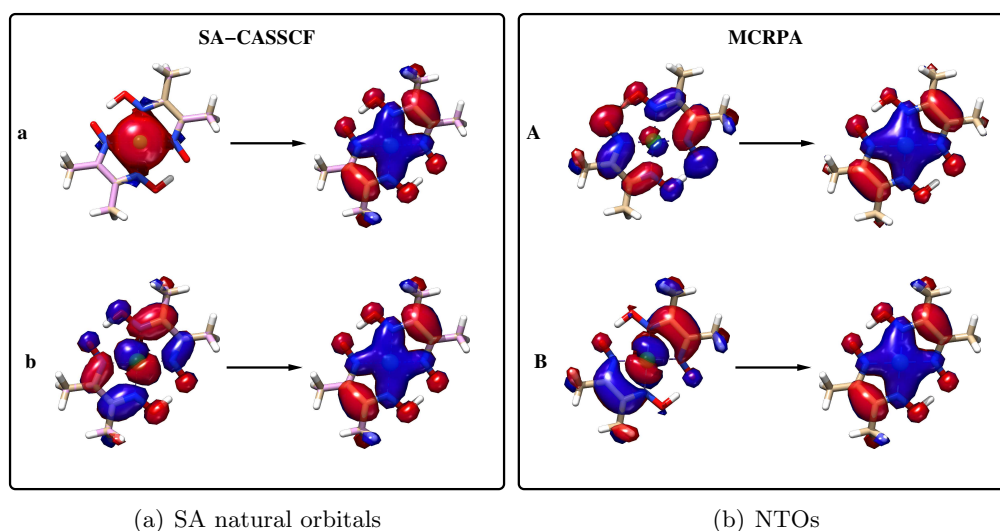 SA−CASSCF
a
b
MCRPA
A
B
(a) SA natural orbitals
(b) NTOs